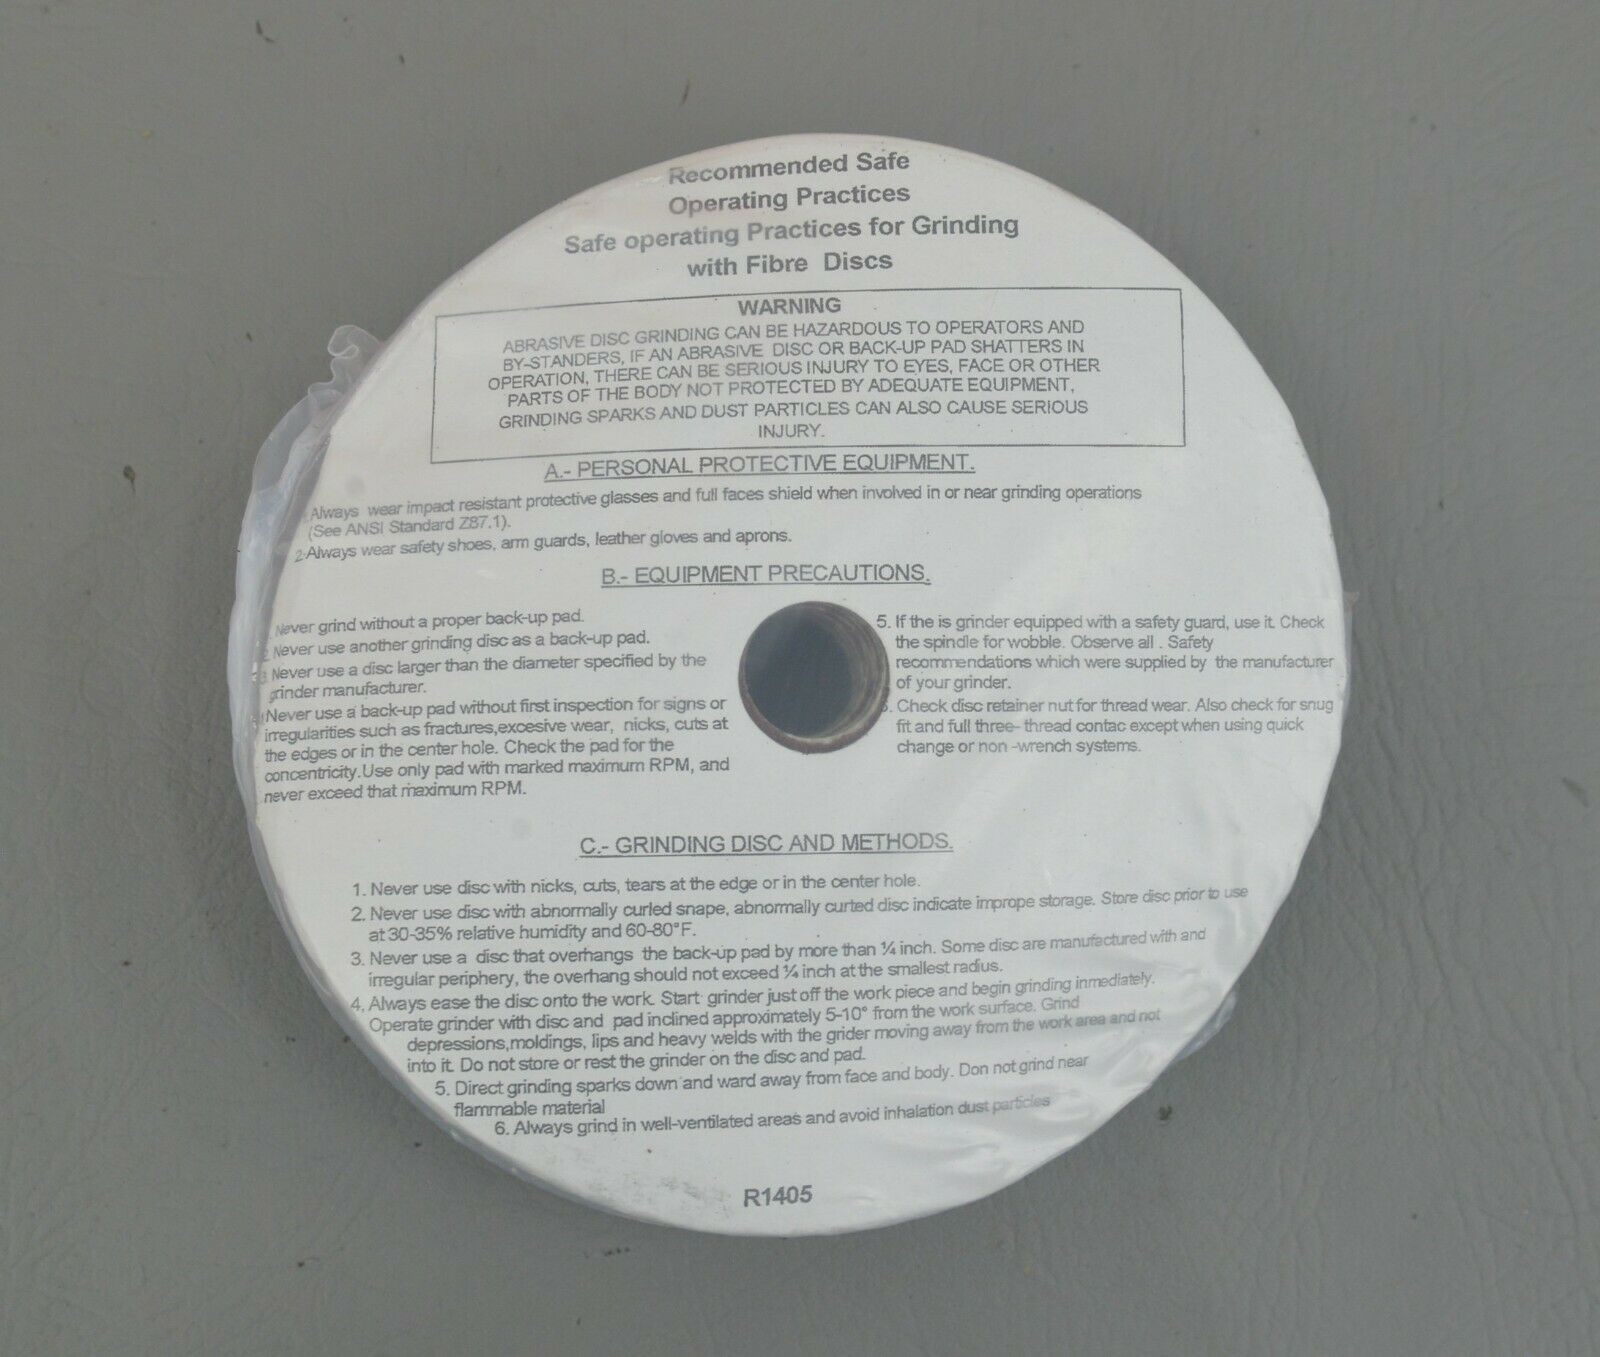 Recommended Safe
Operating Practices
Safe operating Practices for Grinding
with Fibre Discs
WARNING
ABRASIVE DISC GRINDING CAN BE HAZARDOUS TO OPERATORS AND
BY-STANDERS, IF AN ABRASIVE DISC OR BACK-UP PAD SHATTERS IN
OPERATION, THERE CAN BE SERIOUS INJURY TO EYES, FACE OR OTHER
PARTS OF THE BODY NOT PROTECTED BY ADEQUATE EQUIPMENT,
GRINDING SPARKS AND DUST PARTICLES CAN ALSO CAUSE SERIOUS
INJURY.
A.- PERSONAL PROTECTIVE EQUIPMENT.
Always wear impact resistant protective glasses and full faces shield when involved in or near grinding operations
(See ANSI Standard Z87.1).
2.Always wear safety shoes, arm guards, leather gloves and aprons.
B.- EQUIPMENT PRECAUTIONS.
Never grind without a proper back-up pad.
2. Never use another grinding disc as a back-up pad.
3. Never use a disc larger than the diameter specified by the
grinder manufacturer.
Never use a back-up pad without first inspection for signs or
irregularities such as fractures,excesive wear, nicks, cuts at
the edges or in the center hole. Check the pad for the
concentricity.Use only pad with marked maximum RPM, and
never exceed that maximum RPM.
5. If the is grinder equipped with a safety guard, use it. Check
the spindle for wobble. Observe all . Safety
recommendations which were supplied by the manufacturer
of your grinder.
6. Check disc retainer nut for thread wear. Also check for snug
fit and full three- thread contac except when using quick
change or non -wrench systems.
C.- GRINDING DISC AND METHODS.
1. Never use disc with nicks, cuts, tears at the edge or in the center hole.
2. Never use disc with abnormally curled snape, abnormally curted disc indicate imprope storage. Store disc prior to use
at 30-35% relative humidity and 60-80°F.
3. Never use a disc that overhangs the back-up pad by more than ¼ inch. Some disc are manufactured with and
irregular periphery, the overhang should not exceed ¼ inch at the smallest radius.
4, Always ease the disc onto the work. Start grinder just off the work piece and begin grinding inmediately.
Operate grinder with disc and pad inclined approximately 5-10° from the work surface. Grind
depressions,moldings, lips and heavy welds with the grider moving away from the work area and not
into it. Do not store or rest the grinder on the disc and pad.
5. Direct grinding sparks down and ward away from face and body. Don not grind near
flammable material
6. Always grind in well-ventilated areas and avoid inhalation dust particles
R1405